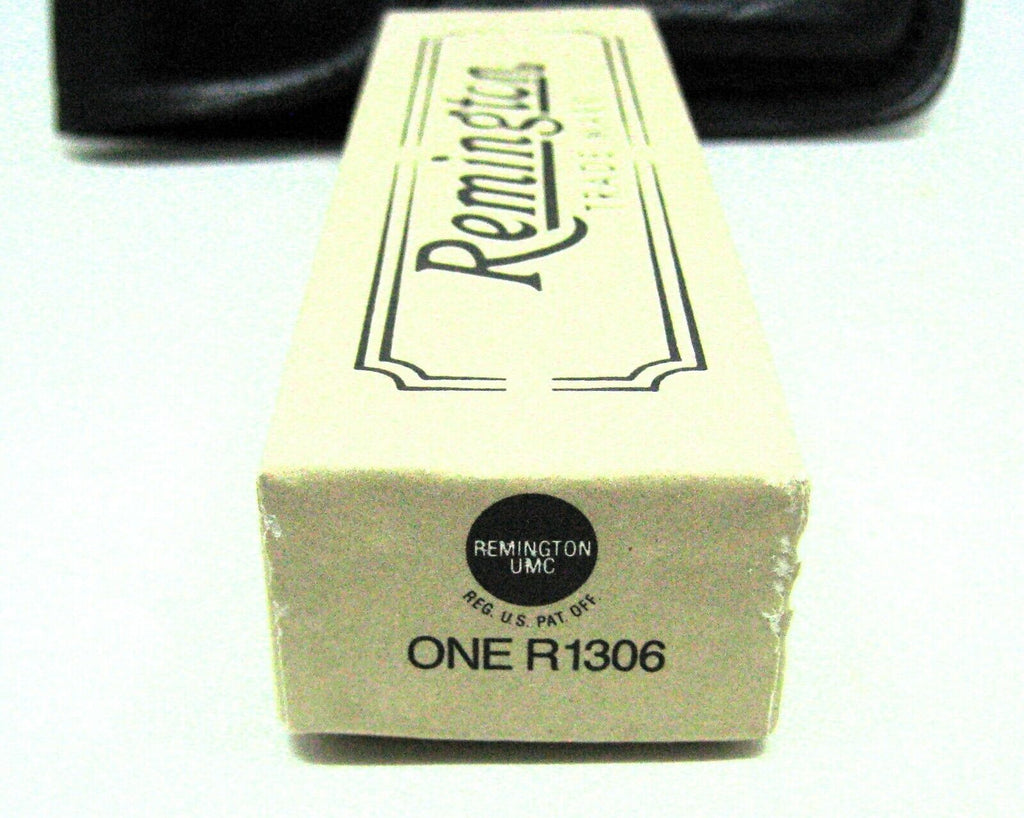 Remington
TRADE MARK
REMINGTON
UMC
REG. U.S. PAT. OFF.
ONE R1306